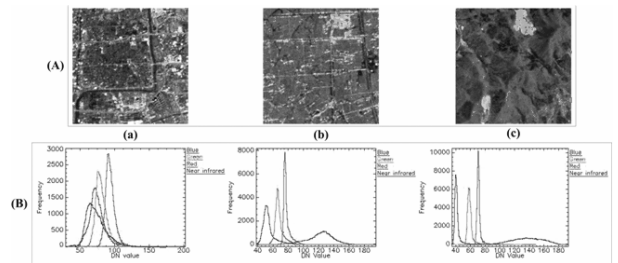 (A)
(a) (b) (c)
(B)
Frequency
3000
2500
2000
1500
1000
500
0
0 50 100 150 200
DN value
Blue
Green
Red
Near infrared
Frequency
8000
6000
4000
2000
0
40 60 80 100 120 140 160 180
DN value
Blue
Green
Red
Near infrared
Frequency
10000
8000
6000
4000
2000
0
40 60 80 100 120 140 160 180
DN value
Blue
Green
Red
Near infrared